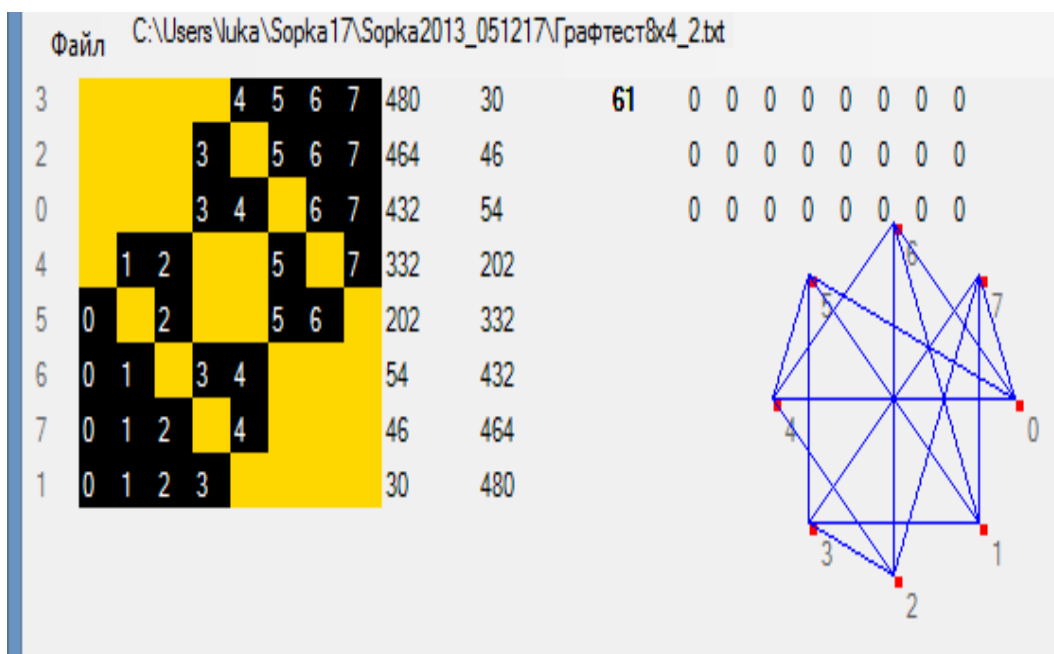 Файл C:\Users\luka\Sopka17\Sopka2013_051217\Графтест8x4_2.txt
3 4 5 6 7 480 30 61 0 0 0 0 0 0 0 0
2 3 5 6 7 464 46 0 0 0 0 0 0 0 0
0 3 4 6 7 432 54 0 0 0 0 0 0 0 0
4 1 2 5 7 332 202
5 0 2 5 6 202 332
6 0 1 3 4 54 432
7 0 1 2 4 46 464
1 0 1 2 3 30 480
6
5 7
4 0
3 1
2